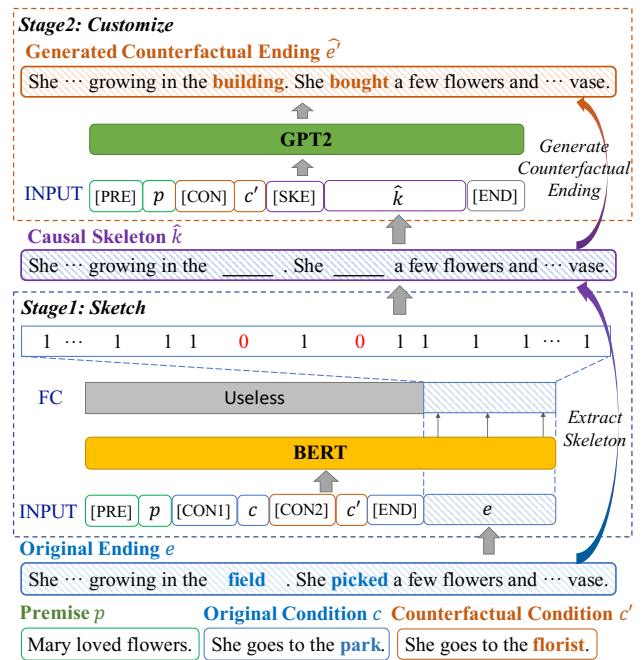 Stage2: Customize
Generated Counterfactual Ending ê′
She ··· growing in the building. She bought a few flowers and ··· vase.
GPT2
Generate
Counterfactual
Ending
INPUT [PRE] p [CON] c′ [SKE] k̂ [END]
Causal Skeleton k̂
She ··· growing in the _____ . She _____ a few flowers and ··· vase.
Stage1: Sketch
1 ··· 1 1 1 0 1 0 1 1 1 1 ··· 1
FC Useless
Extract
Skeleton
BERT
INPUT [PRE] p [CON1] c [CON2] c′ [END] e
Original Ending e
She ··· growing in the field . She picked a few flowers and ··· vase.
Premise p Original Condition c Counterfactual Condition c′
Mary loved flowers. She goes to the park. She goes to the florist.